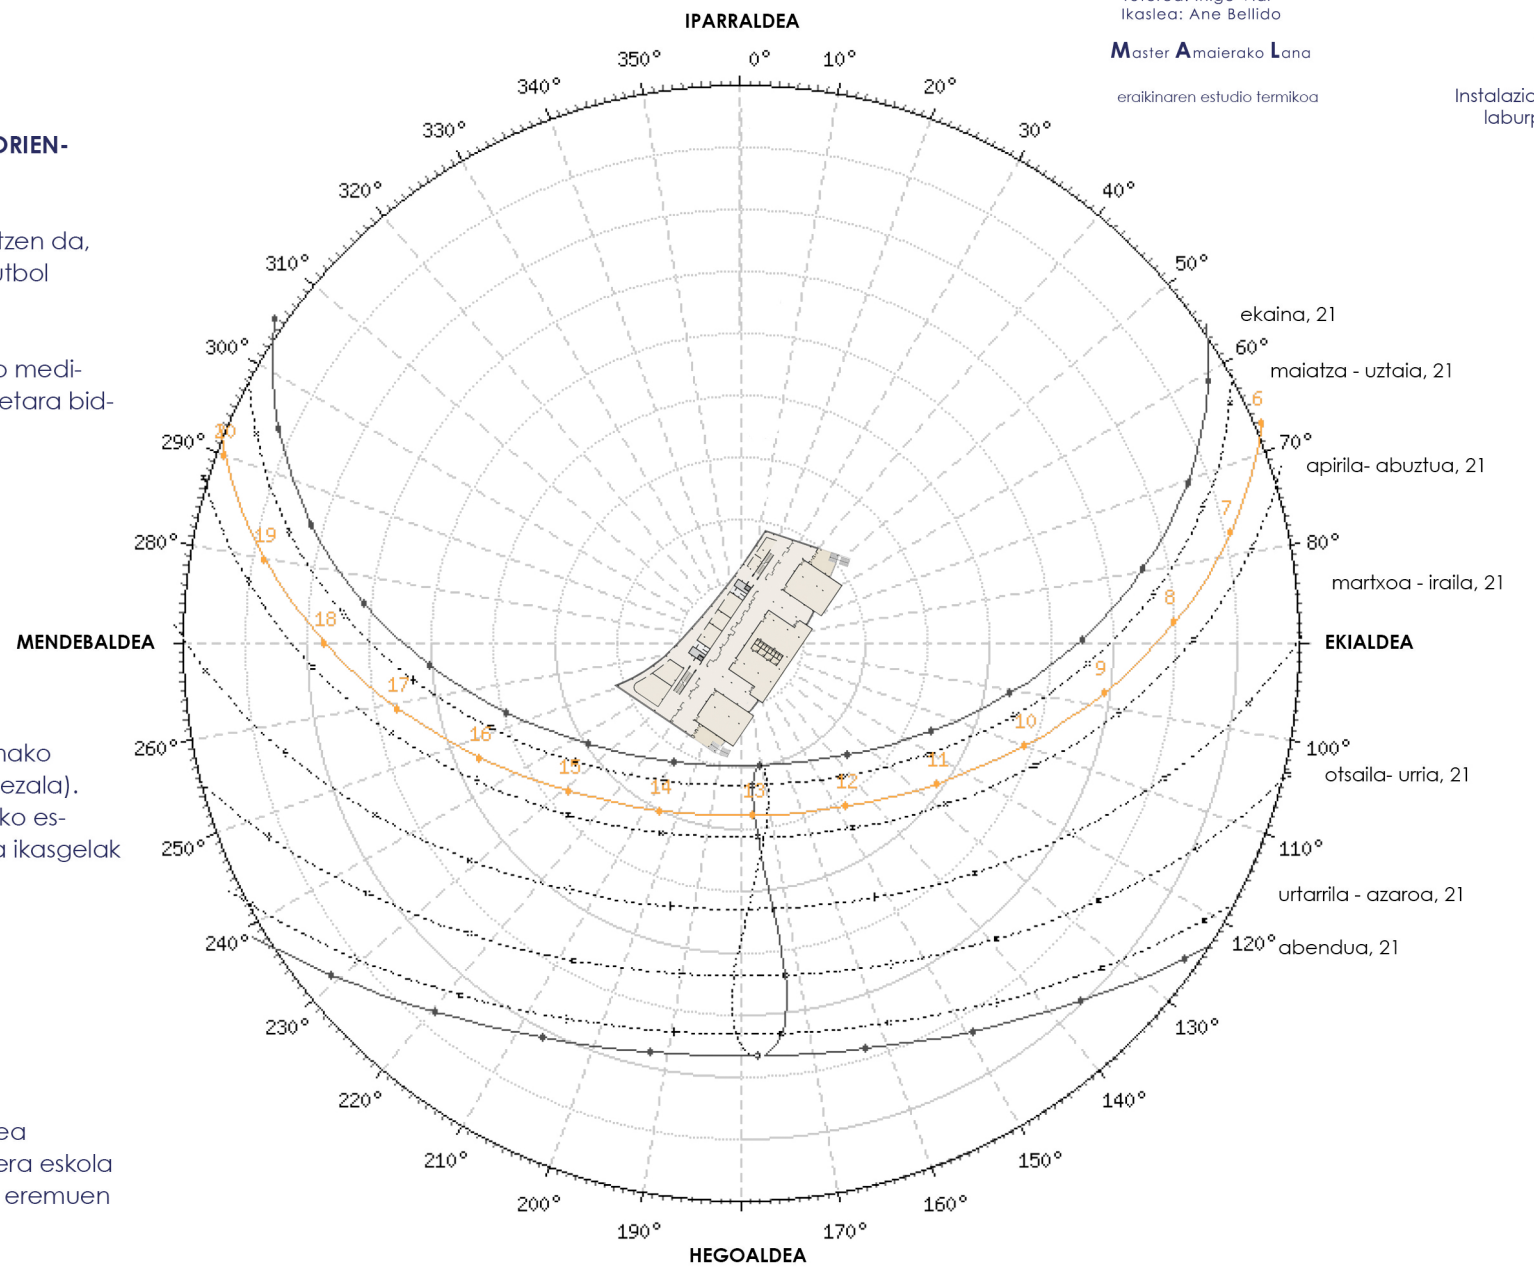 Ikaslea: Ane Bellido
Master Amaierako Lana
eraikinaren estudio termikoa
laburp
ORIEN-
tzen da,
utbol
o medi-
etara bid-
nako
ezala).
ko es-
a ikasgelak
ea
era eskola
eremuen
IPARRALDEA
0°
10°
20°
30°
40°
50°
60°
70°
80°
EKIALDEA
100°
110°
120°
130°
140°
150°
160°
170°
HEGOALDEA
190°
200°
210°
220°
230°
240°
250°
260°
MENDEBALDEA
280°
290°
300°
310°
320°
330°
340°
350°
ekaina, 21
maiatza - uztaia, 21
apirila- abuztua, 21
martxoa - iraila, 21
otsaila- urria, 21
urtarrila - azaroa, 21
abendua, 21
6
7
8
9
10
11
12
13
14
15
16
17
18
19
20